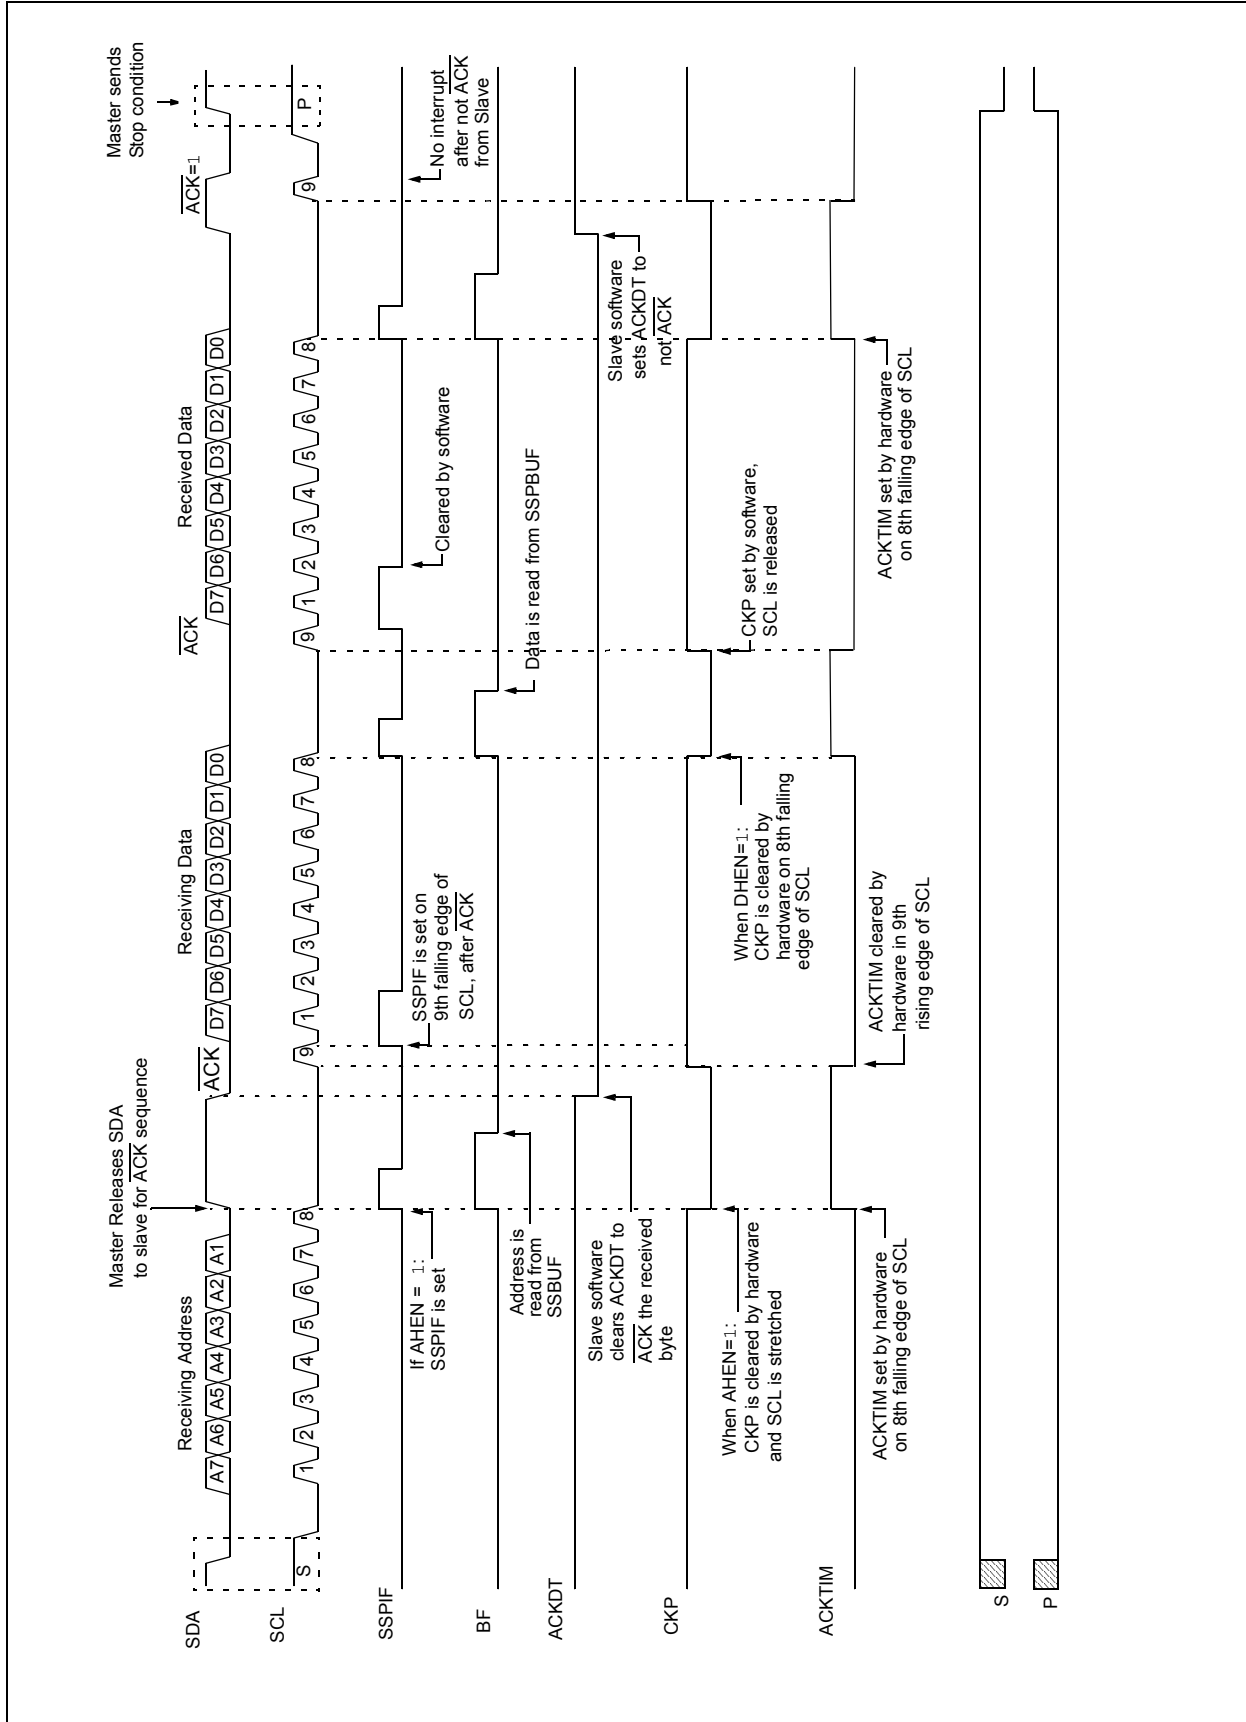 Master Releases SDA
to slave for ACK sequence
Master sends
Stop condition
Receiving Address
Receiving Data
Received Data
ACK
ACK
ACK=1
SDA
A7 A6 A5 A4 A3 A2 A1
D7 D6 D5 D4 D3 D2 D1 D0
D7 D6 D5 D4 D3 D2 D1 D0
SCL
S
1 2 3 4 5 6 7 8 9
1 2 3 4 5 6 7 8 9
1 2 3 4 5 6 7 8 9
P
SSPIF
If AHEN = 1:
SSPIF is set
SSPIF is set on
9th falling edge of
SCL, after ACK
Cleared by software
No interrupt
after not ACK
from Slave
BF
Address is
read from
SSBUF
Data is read from SSPBUF
ACKDT
Slave software
clears ACKDT to
ACK the received
byte
Slave software
sets ACKDT to
not ACK
CKP
When AHEN=1:
CKP is cleared by hardware
and SCL is stretched
When DHEN=1:
CKP is cleared by
hardware on 8th falling
edge of SCL
CKP set by software,
SCL is released
ACKTIM
ACKTIM set by hardware
on 8th falling edge of SCL
ACKTIM cleared by
hardware in 9th
rising edge of SCL
ACKTIM set by hardware
on 8th falling edge of SCL
S
P